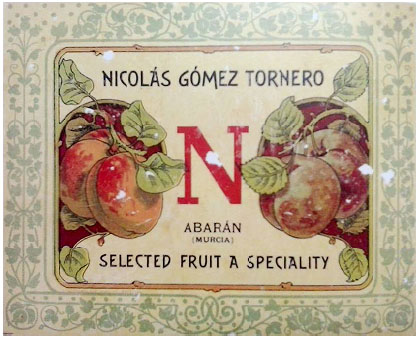 NICOLÁS GÓMEZ TORNERO
N
ABARÁN
(MURCIA)
SELECTED FRUIT A SPECIALITY